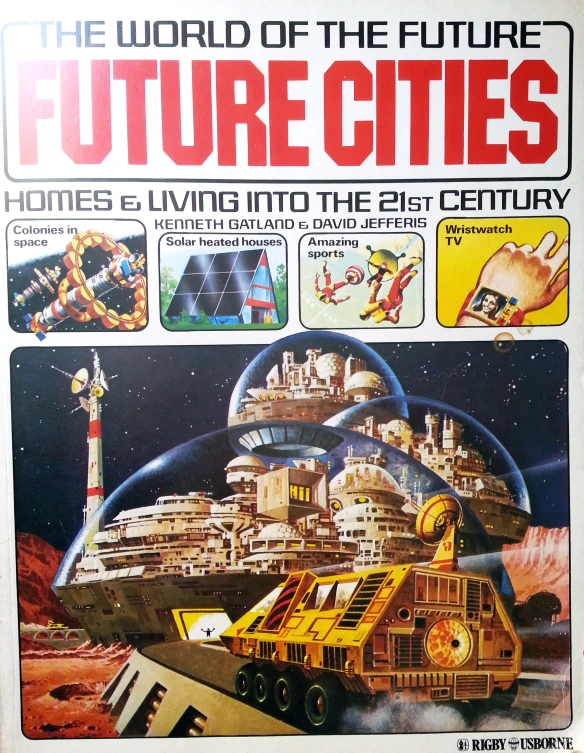 THE WORLD OF THE FUTURE
FUTURE CITIES
HOMES & LIVING INTO THE 21ST CENTURY
KENNETH GATLAND & DAVID JEFFERIS
Colonies in
space
Solar heated houses
Amazing
sports
Wristwatch
TV
RIGBY USBORNE